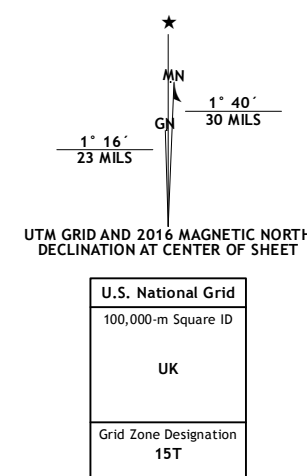 ★
MN
GN
1° 40´
30 MILS
1° 16´
23 MILS
UTM GRID AND 2016 MAGNETIC NORTH
DECLINATION AT CENTER OF SHEET
U.S. National Grid
100,000-m Square ID
UK
Grid Zone Designation
15T